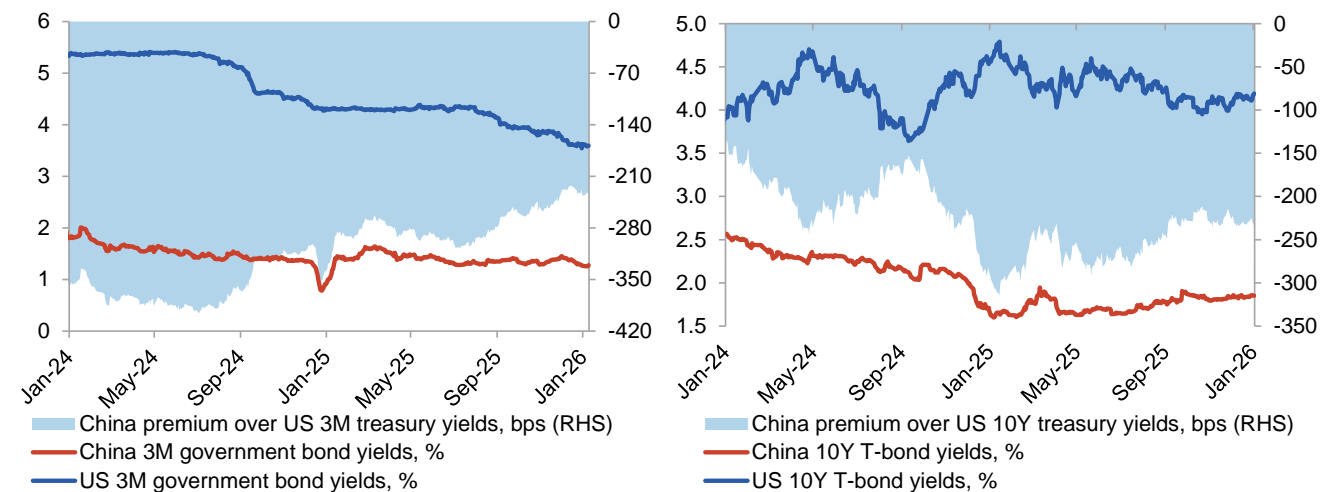 6
5
4
3
2
1
0
0
-70
-140
-210
-280
-350
-420
Jan-24
May-24
Sep-24
Jan-25
May-25
Sep-25
Jan-26
China premium over US 3M treasury yields, bps (RHS)
China 3M government bond yields, %
US 3M government bond yields, %
5.0
4.5
4.0
3.5
3.0
2.5
2.0
1.5
0
-50
-100
-150
-200
-250
-300
-350
Jan-24
May-24
Sep-24
Jan-25
May-25
Sep-25
Jan-26
China premium over US 10Y treasury yields, bps (RHS)
China 10Y T-bond yields, %
US 10Y T-bond yields, %